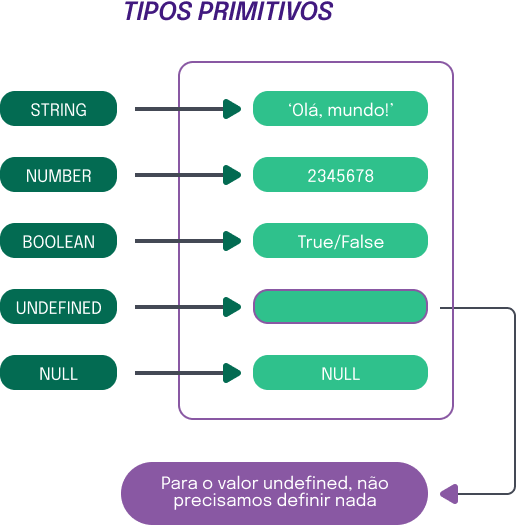 TIPOS PRIMITIVOS
STRING
‘Olá, mundo!’
NUMBER
2345678
BOOLEAN
True/False
UNDEFINED
NULL
NULL
Para o valor undefined, não
precisamos definir nada